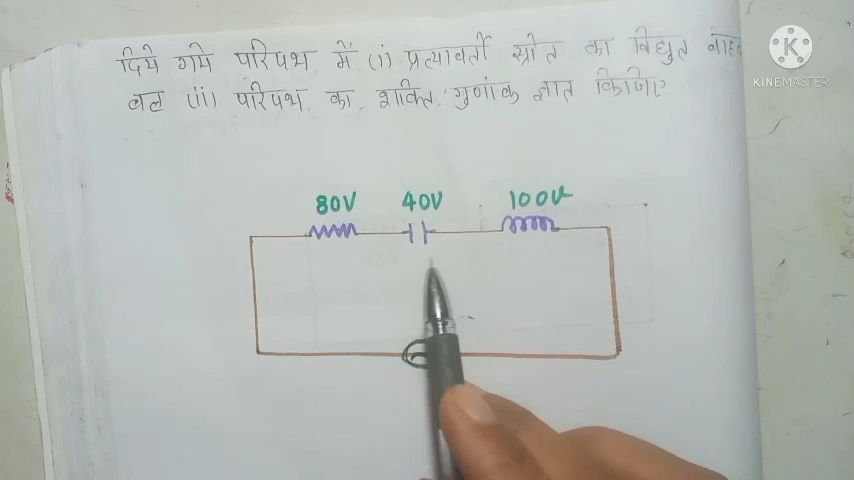 दिये गये परिपथ में (i) प्रत्यावर्ती स्रोत का विद्युत वाहक
बल (ii) परिपथ का शक्ति गुणांक ज्ञात किजिए
80V 40V 100V
KINEMASTER